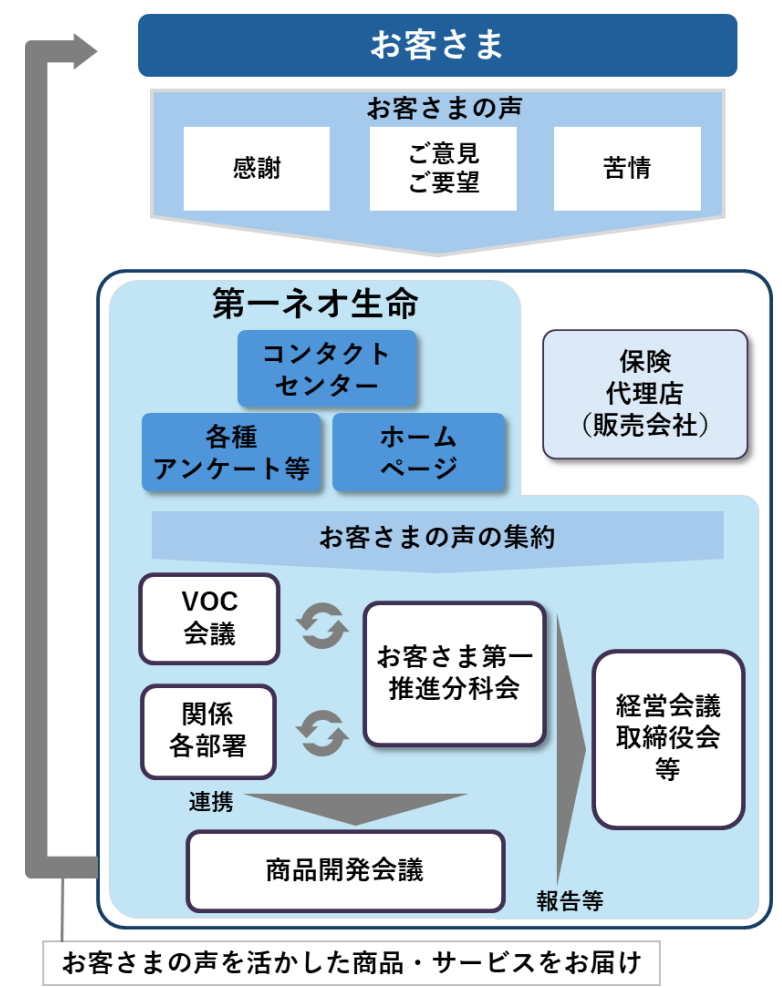 お客さま
お客さまの声
感謝
ご意見
ご要望
苦情
第一ネオ生命
コンタクト
センター
各種
アンケート等
ホーム
ページ
保険
代理店
（販売会社）
お客さまの声の集約
VOC
会議
関係
各部署
お客さま第一
推進分科会
経営会議
取締役会
等
連携
商品開発会議
報告等
お客さまの声を活かした商品・サービスをお届け